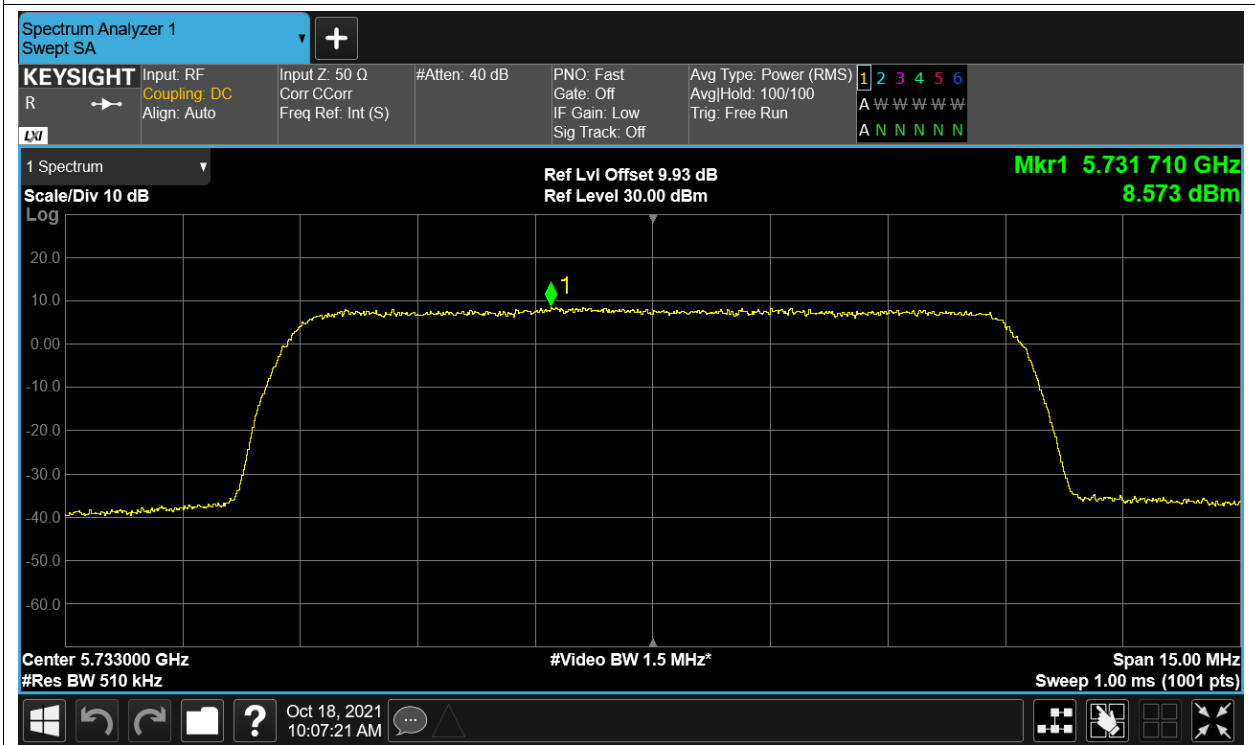 Spectrum Analyzer 1
Swept SA
+
KEYSIGHT
R
LXI
Input: RF
Coupling: DC
Align: Auto
Input Z: 50 Ω
Corr CCorr
Freq Ref: Int (S)
#Atten: 40 dB
PNO: Fast
Gate: Off
IF Gain: Low
Sig Track: Off
Avg Type: Power (RMS)
Avg|Hold: 100/100
Trig: Free Run
1 2 3 4 5 6
A W W W W W
A N N N N N
1 Spectrum
Scale/Div 10 dB
Log
Ref Lvl Offset 9.93 dB
Ref Level 30.00 dBm
Mkr1 5.731 710 GHz
8.573 dBm
20.0
10.0
0.00
-10.0
-20.0
-30.0
-40.0
-50.0
-60.0
1
Center 5.733000 GHz
#Res BW 510 kHz
#Video BW 1.5 MHz*
Span 15.00 MHz
Sweep 1.00 ms (1001 pts)
?
Oct 18, 2021
10:07:21 AM